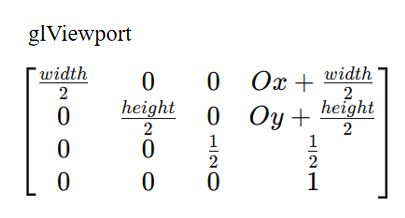 glViewport
width/2 0 0 Ox + width/2
0 height/2 0 Oy + height/2
0 0 1/2 1/2
0 0 0 1